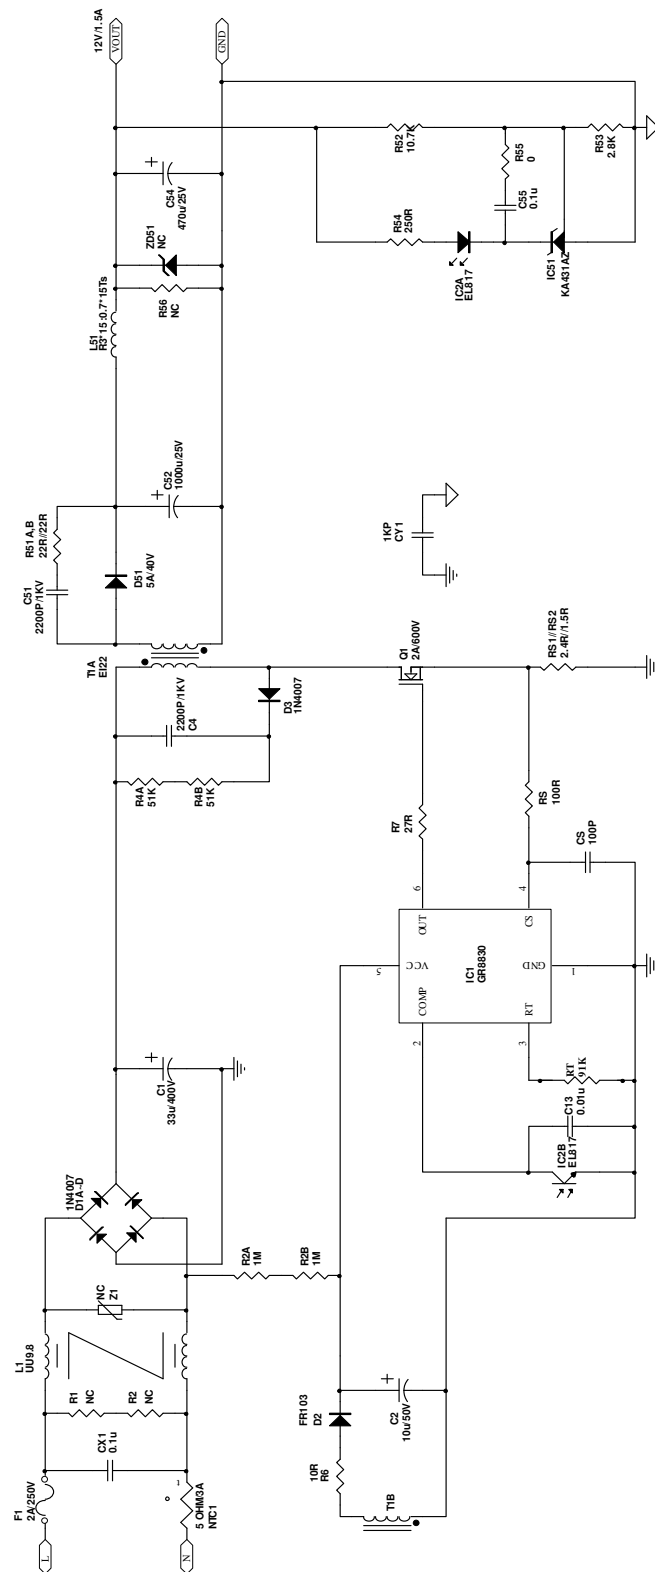 L
F1
2A/250V
N
5 OHM/3A
NTC1
t
CX1
0.1u
R1
NC
R2
NC
L1
UU9.8
NC
Z1
1N4007
D1A~D
C1
33u/400V
R2A
1M
R2B
1M
10R
R6
FR103
D2
C2
10u/50V
T1B
R4A
51K
R4B
51K
2200P/1KV
C4
D3
1N4007
T1A
EI22
C51
2200P/1KV
R51A,B
22R//22R
D51
5A/40V
C52
1000u/25V
L51
R3*15:0.7*15Ts
R56
NC
ZD51
NC
C54
470u/25V
12V/1.5A
VOUT
GND
R52
10.7K
R54
250R
IC2A
EL817
R55
0
C55
0.1u
IC51
KA431AZ
R53
2.8K
1KP
CY1
Q1
2A/600V
RS1//RS2
2.4R//1.5R
R7
27R
RS
100R
CS
100P
IC1
GR8830
VCC
5
COMP
2
OUT
6
CS
4
GND
1
RT
3
RT
91K
C13
0.01u
IC2B
EL817